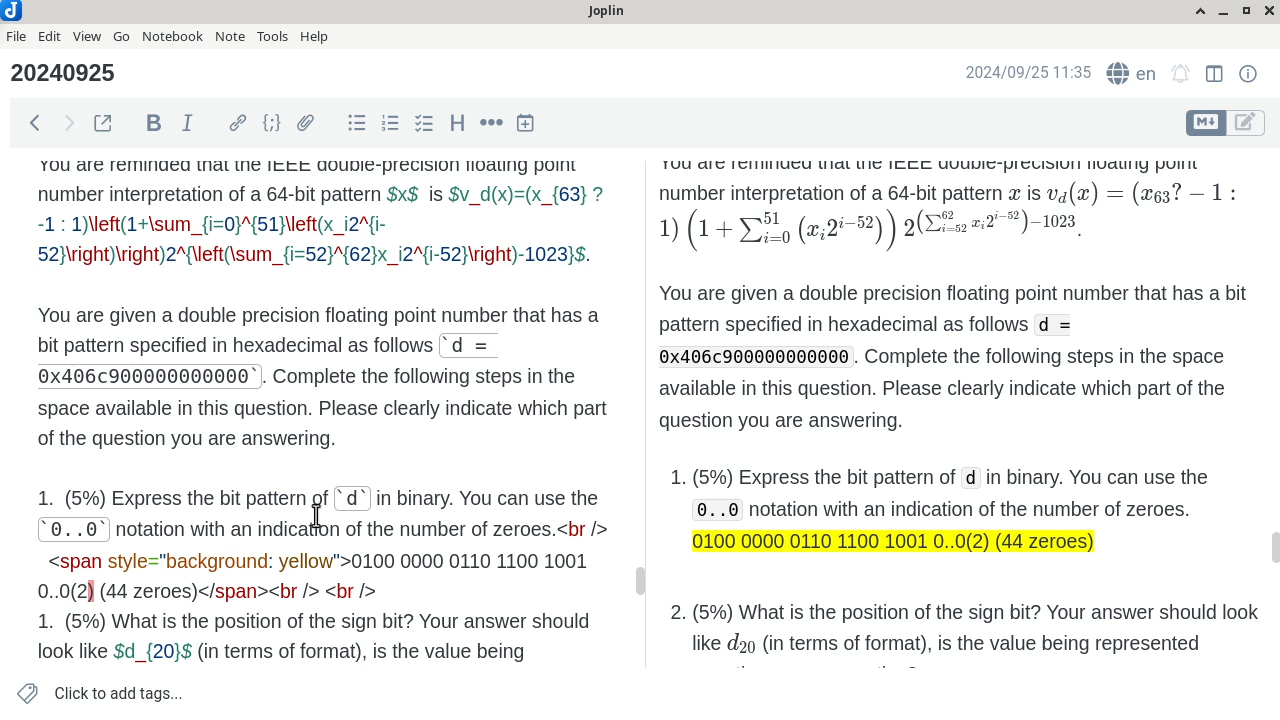 Joplin
File Edit View Go Notebook Note Tools Help
20240925
2024/09/25 11:35 en
You are reminded that the IEEE double-precision floating point
number interpretation of a 64-bit pattern $x$ is $v_d(x)=(x_{63} ?
-1 : 1)\left(1+\sum_{i=0}^{51}\left(x_i2^{i-
52}\right)\right)2^{\left(\sum_{i=52}^{62}x_i2^{i-52}\right)-1023}$.
You are given a double precision floating point number that has a
bit pattern specified in hexadecimal as follows `d =
0x406c900000000000`. Complete the following steps in the
space available in this question. Please clearly indicate which part
of the question you are answering.
1. (5%) Express the bit pattern of `d` in binary. You can use the
`0..0` notation with an indication of the number of zeroes.<br />
<span style="background: yellow">0100 0000 0110 1100 1001
0..0(2) (44 zeroes)</span><br /> <br />
1. (5%) What is the position of the sign bit? Your answer should
look like $d_{20}$ (in terms of format), is the value being
You are reminded that the IEEE double-precision floating point
number interpretation of a 64-bit pattern x is v_d(x) = (x_{63}? − 1 :
1) (1 + ∑_{i=0}^{51} (x_i2^{i−52})) 2^{(∑_{i=52}^{62} x_i2^{i−52})−1023}.
You are given a double precision floating point number that has a bit
pattern specified in hexadecimal as follows d =
0x406c900000000000. Complete the following steps in the space
available in this question. Please clearly indicate which part of the
question you are answering.
1. (5%) Express the bit pattern of d in binary. You can use the
0..0 notation with an indication of the number of zeroes.
0100 0000 0110 1100 1001 0..0(2) (44 zeroes)
2. (5%) What is the position of the sign bit? Your answer should look
like d_{20} (in terms of format), is the value being represented
Click to add tags...